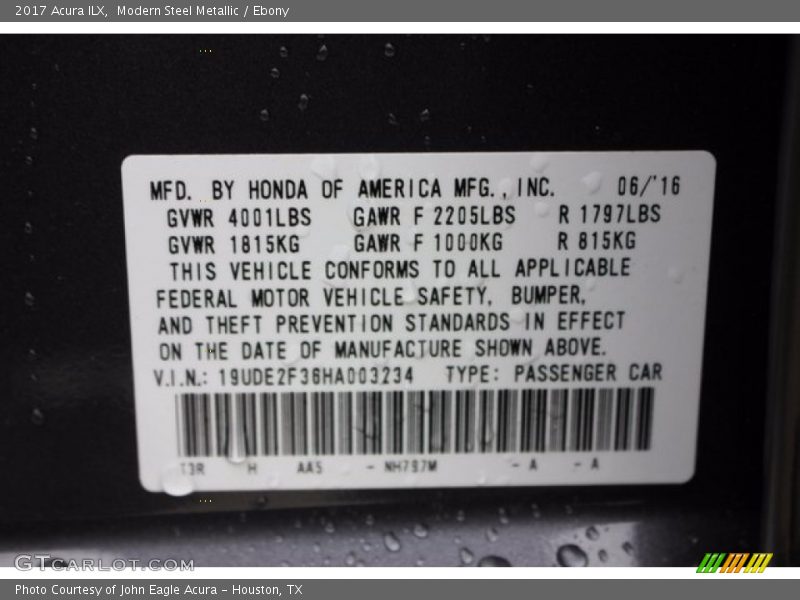 2017 Acura ILX,  Modern Steel Metallic / Ebony
MFD. BY HONDA OF AMERICA MFG., INC. 06/'16
GVWR 4001LBS GAWR F 2205LBS R 1797LBS
GVWR 1815KG GAWR F 1000KG R 815KG
THIS VEHICLE CONFORMS TO ALL APPLICABLE
FEDERAL MOTOR VEHICLE SAFETY, BUMPER,
AND THEFT PREVENTION STANDARDS IN EFFECT
ON THE DATE OF MANUFACTURE SHOWN ABOVE.
V.I.N.: 19UDE2F36HA003234 TYPE: PASSENGER CAR
T3R H AA5 - NH797M - A - A
GTCARLOT.COM
Photo Courtesy of John Eagle Acura - Houston, TX